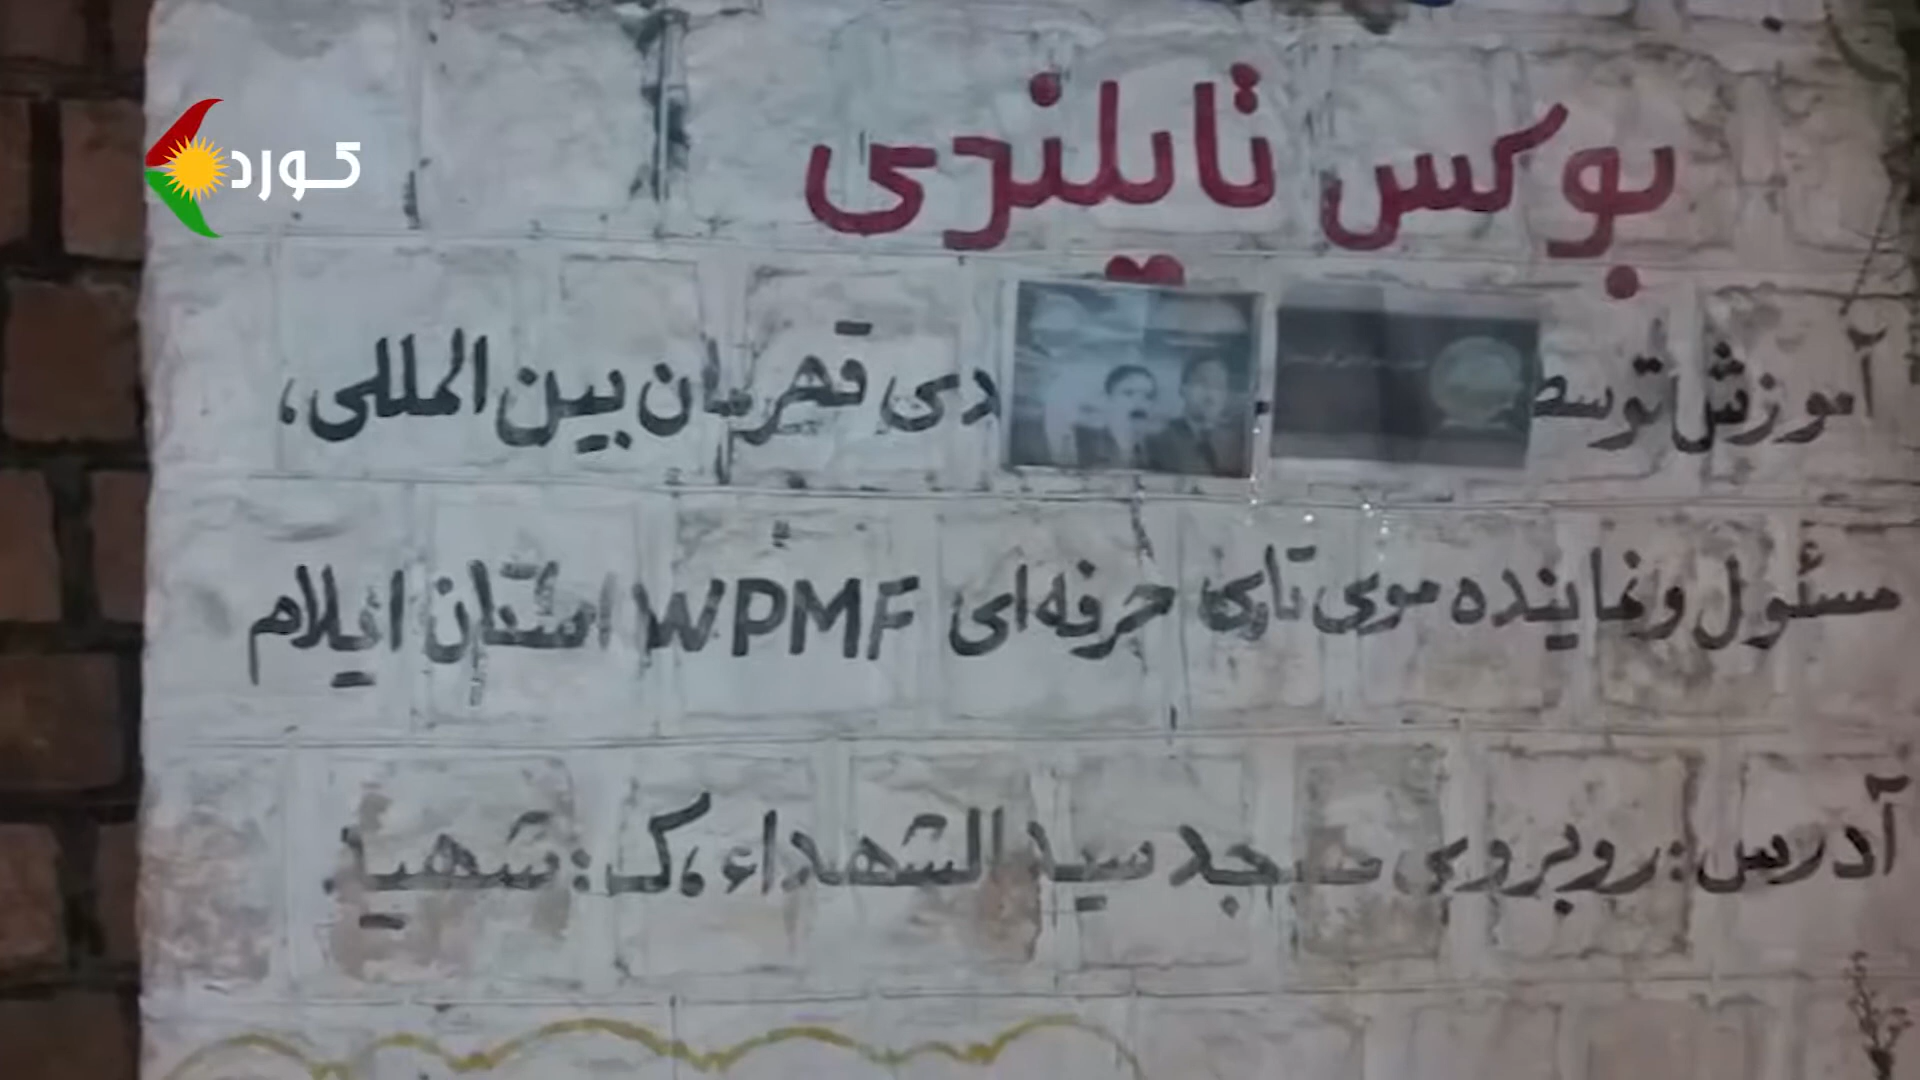 کورد
بوکس تایلندی
آموزش توسط دی قهرمان بین المللی،
مسئول و نماینده موی تای حرفه‌ای WPMF استان ایلام
آدرس: روبروی مسجد سید الشهداء، ک: شهید